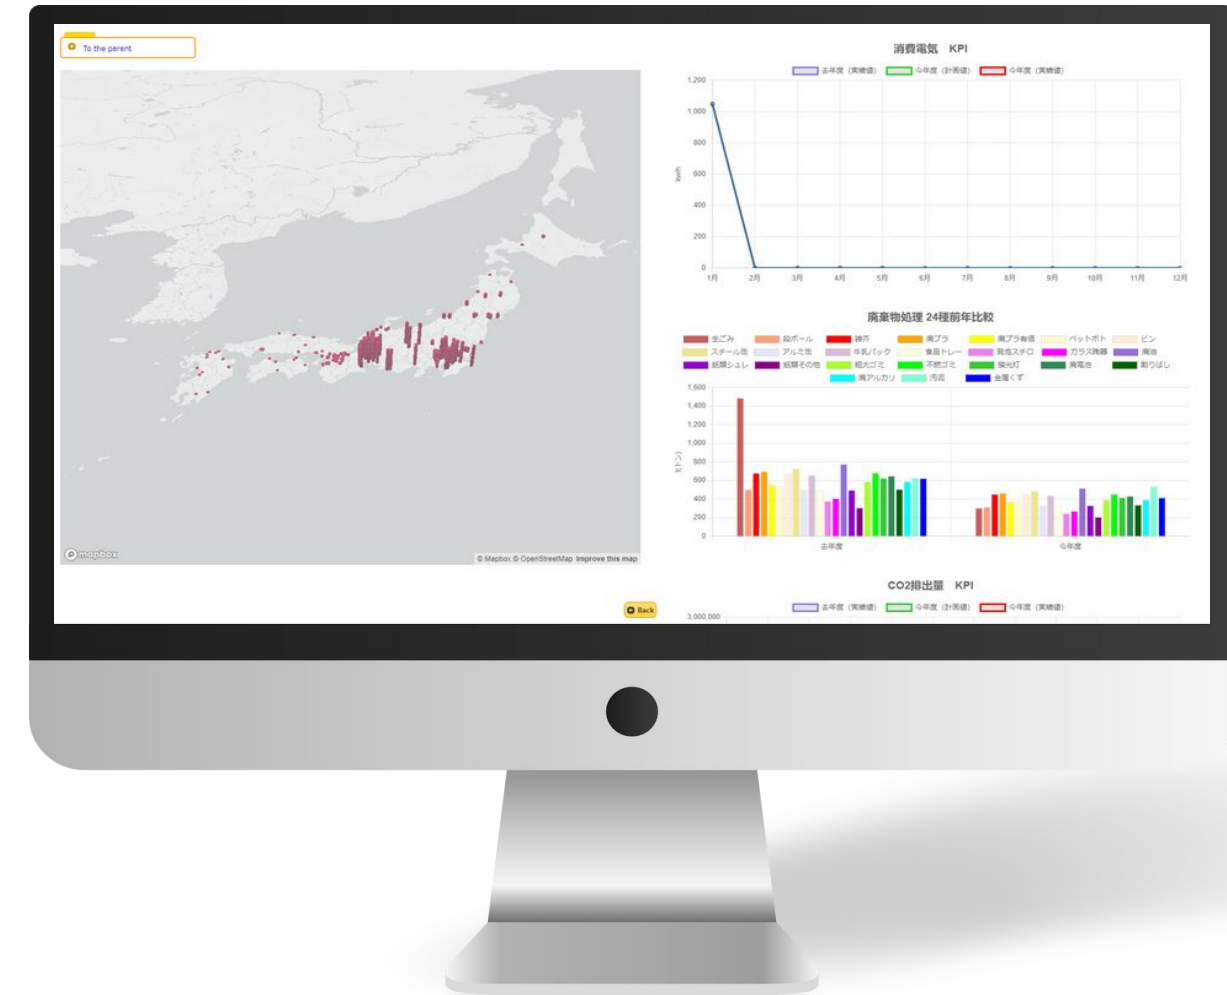 To the parent
mapbox
© Mapbox © OpenStreetMap Improve this map
Back
消費電気 KPI
去年度 (実績値) 今年度 (計画値) 今年度 (実績値)
1,200
1,000
800
600
400
200
0
kwh
1月 2月 3月 4月 5月 6月 7月 8月 9月 10月 11月 12月
廃棄物処理 24種前年比較
生ごみ 段ボール 雑芥 廃プラ 廃プラ有価 ペットボト ビン
スチール缶 アルミ缶 牛乳パック 食品トレー 発泡スチロ ガラス陶器 廃油
紙類シュレ 紙類その他 粗大ゴミ 不燃ゴミ 蛍光灯 廃電池 割りばし
廃アルカリ 汚泥 金属くず
1,600
1,400
1,200
1,000
800
600
400
200
0
t(トン)
去年度 今年度
CO2排出量 KPI
去年度 (実績値) 今年度 (計画値) 今年度 (実績値)
3,000,000